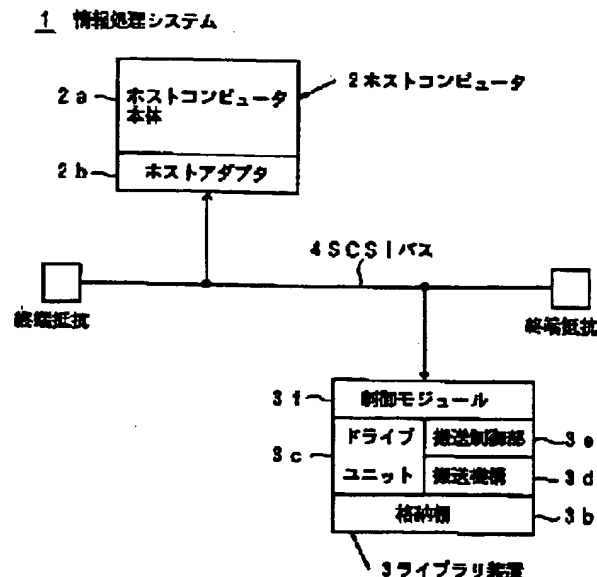 1 情報処理システム
2a
ホストコンピュータ
本体
2ホストコンピュータ
2b
ホストアダプタ
4SCSIバス
終端抵抗
終端抵抗
3f
制御モジュール
3c
ドライブ
ユニット
搬送制御部
3e
搬送機構
3d
格納棚
3b
3ライブラリ装置